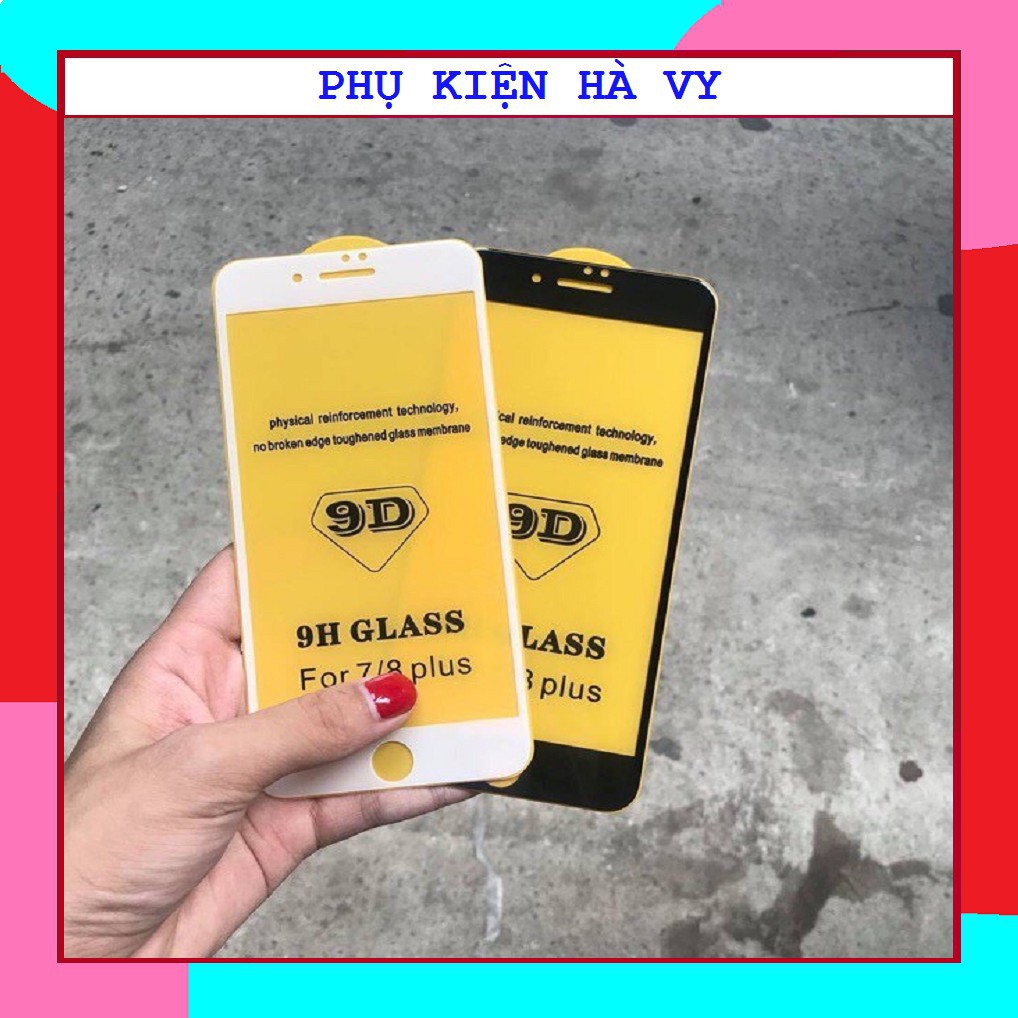 PHỤ KIỆN HÀ VY
physical reinforcement technology,
no broken edge toughened glass membrane
9D
9H GLASS
For 7/8 plus
cal reinforcement technology,
edge toughened glass membrane
9D
LASS
8 plus